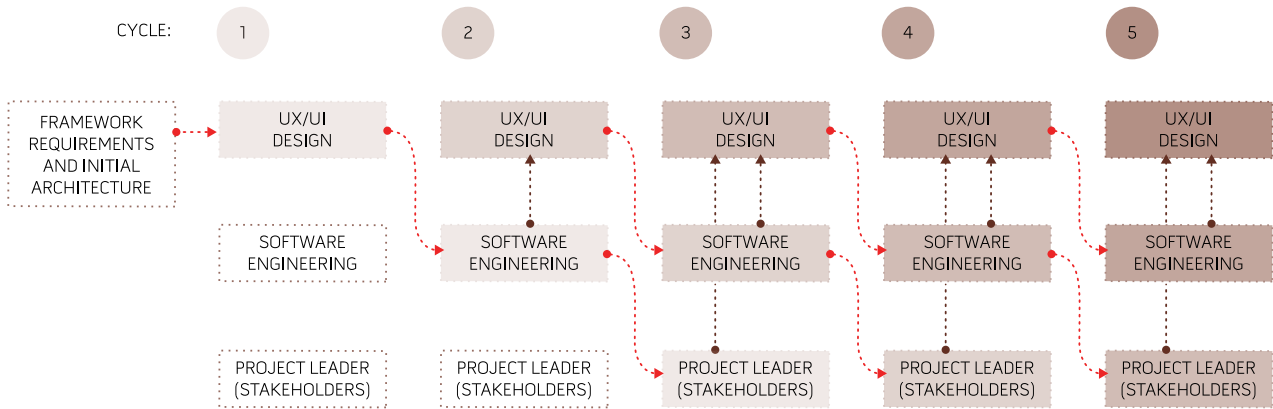 CYCLE:
1
2
3
4
5
FRAMEWORK
REQUIREMENTS
AND INITIAL
ARCHITECTURE
UX/UI
DESIGN
UX/UI
DESIGN
UX/UI
DESIGN
UX/UI
DESIGN
UX/UI
DESIGN
SOFTWARE
ENGINEERING
SOFTWARE
ENGINEERING
SOFTWARE
ENGINEERING
SOFTWARE
ENGINEERING
SOFTWARE
ENGINEERING
PROJECT LEADER
(STAKEHOLDERS)
PROJECT LEADER
(STAKEHOLDERS)
PROJECT LEADER
(STAKEHOLDERS)
PROJECT LEADER
(STAKEHOLDERS)
PROJECT LEADER
(STAKEHOLDERS)